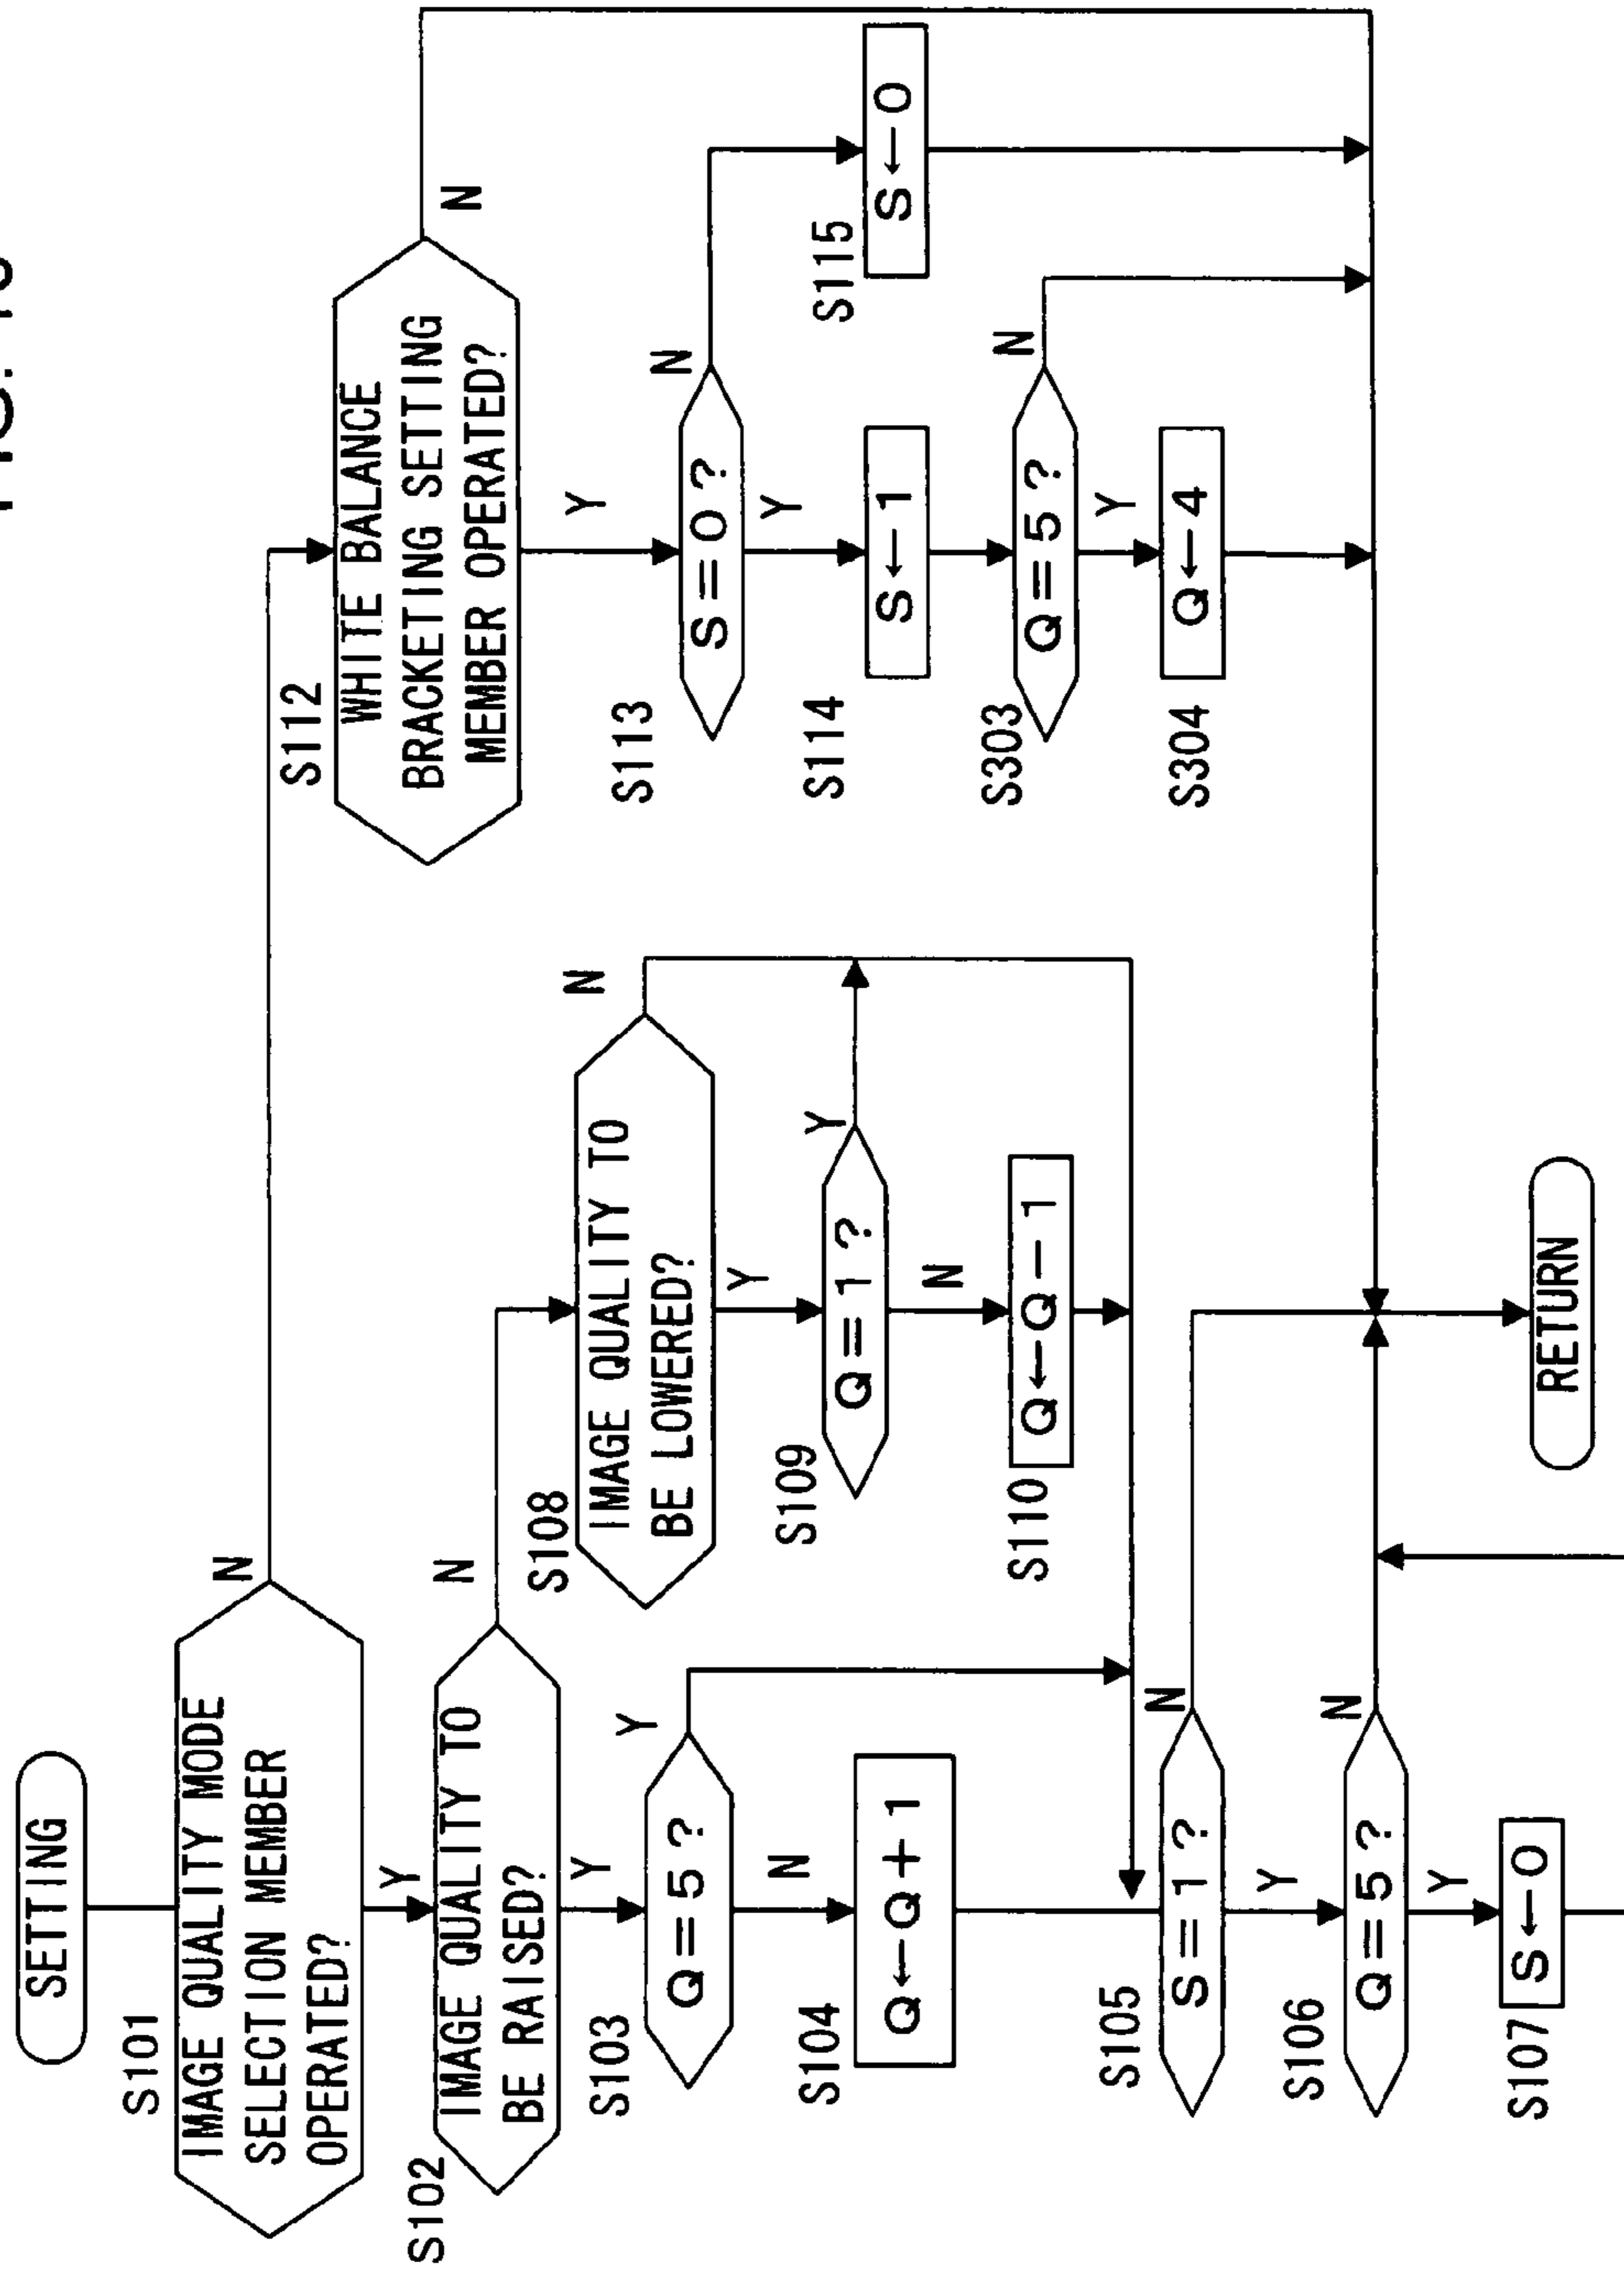 SETTING
S101
IMAGE QUALITY MODE
SELECTION MEMBER
OPERATED?
N
Y
S102
IMAGE QUALITY TO
BE RAISED?
N
Y
S103
Q=5?
Y
N
S104
Q←Q+1
S105
S=1?
N
Y
S106
Q=5?
N
Y
S107
S←0
S108
IMAGE QUALITY TO
BE LOWERED?
N
Y
S109
Q=1?
Y
N
S110
Q←Q-1
RETURN
S112
WHITE BALANCE
BRACKETING SETTING
MEMBER OPERATED?
N
Y
S113
S=0?
N
Y
S114
S←1
S115
S←0
S303
Q=5?
N
Y
S304
Q←4